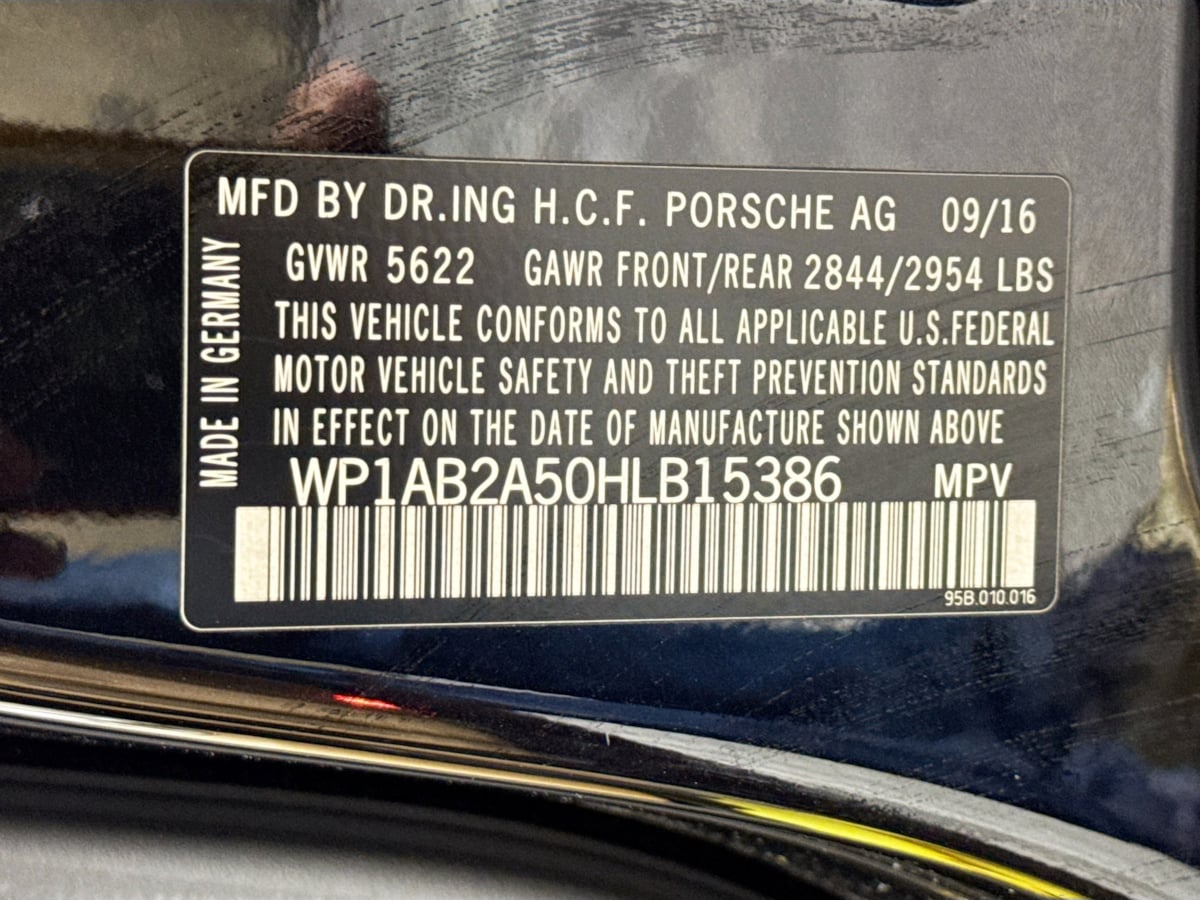 MFD BY DR.ING H.C.F. PORSCHE AG 09/16
GVWR 5622 GAWR FRONT/REAR 2844/2954 LBS
THIS VEHICLE CONFORMS TO ALL APPLICABLE U.S.FEDERAL
MOTOR VEHICLE SAFETY AND THEFT PREVENTION STANDARDS
IN EFFECT ON THE DATE OF MANUFACTURE SHOWN ABOVE
WP1AB2A50HLB15386 MPV
95B.010.016
MADE IN GERMANY